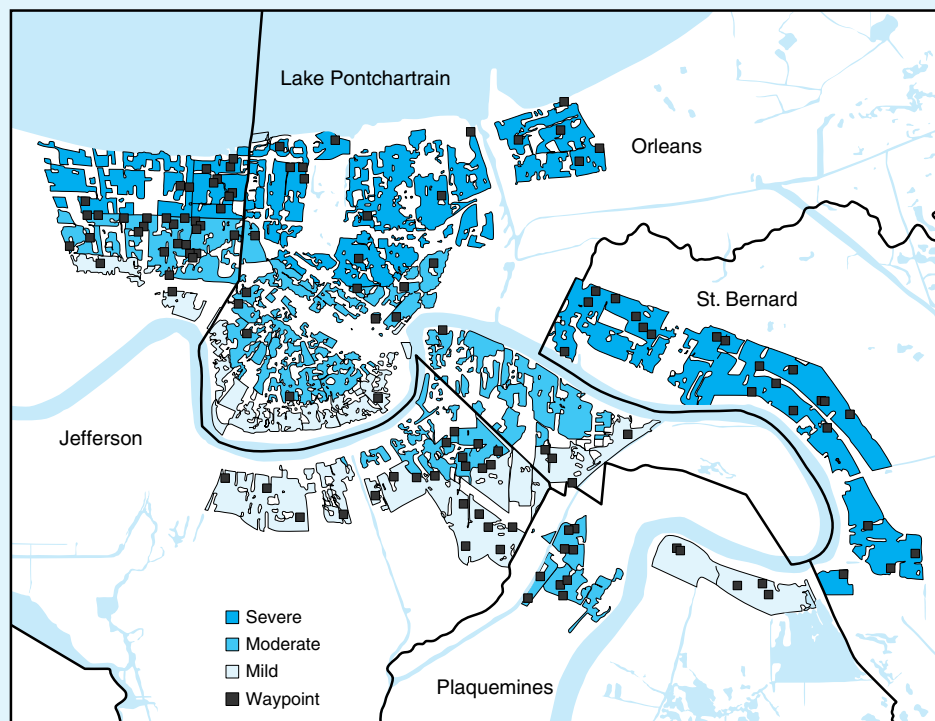 Lake Pontchartrain
Orleans
St. Bernard
Jefferson
Severe
Moderate
Mild
Waypoint
Plaquemines